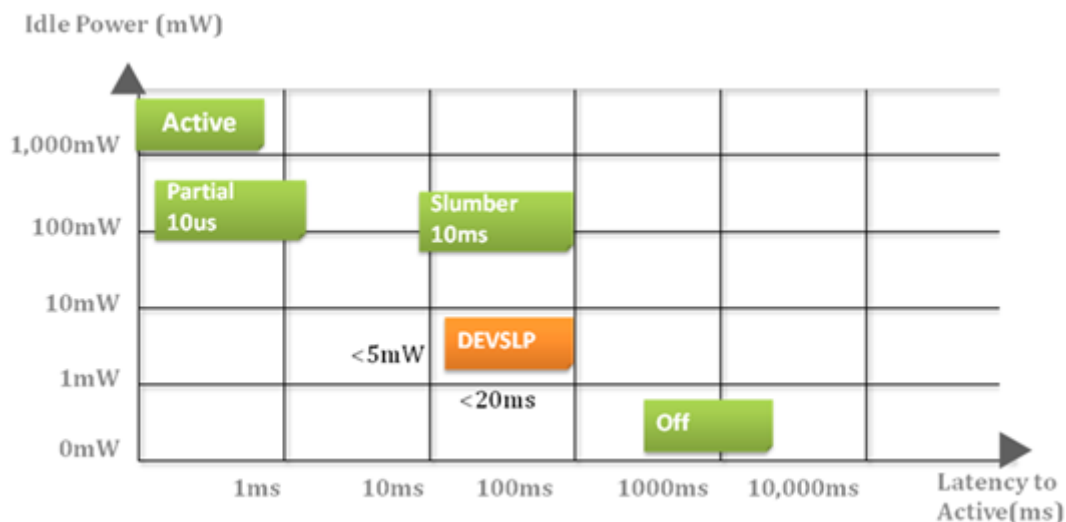 Idle Power (mW)
Active
1,000mW
Partial
10us
Slumber
10ms
100mW
10mW
DEVSLP
<5mW
1mW
<20ms
Off
0mW
1ms
10ms
100ms
1000ms
10,000ms
Latency to
Active(ms)